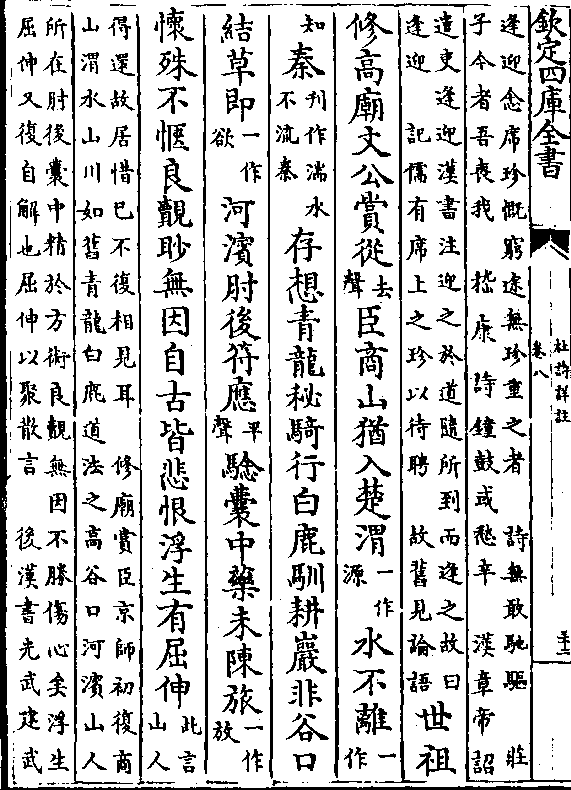 欽定四庫全書
杜詩詳註
卷八
逢迎念席珍慨窮途無珍重之者　詩無敢馳驅　莊
子今者吾喪我　嵇康詩鐘鼓或愁辛　漢章帝詔
遣吏逢迎漢書注迎之於道隨所到而逢之故曰
逢迎　記儒有席上之珍以待聘　故舊見論語 世祖
修高廟文公賞從去聲臣商山猶入楚渭一作源水不離一作
知秦刋作湍水不流秦存想青龍秘騎行白鹿馴耕巖非谷口
結草即一作欲河濱肘後符應平聲驗囊中藥未陳旅一作放
懷殊不愜良覿眇無因自古皆悲恨浮生有屈伸此言山人
得還故居惜已不復相見耳　修廟賞臣京師初復商
山渭水山川如舊青龍白鹿道法之高谷口河濱山人
所在肘後囊中精於方術良覿無因不勝傷心矣浮生
屈伸又復自解也屈伸以聚散言　後漢書光武建武